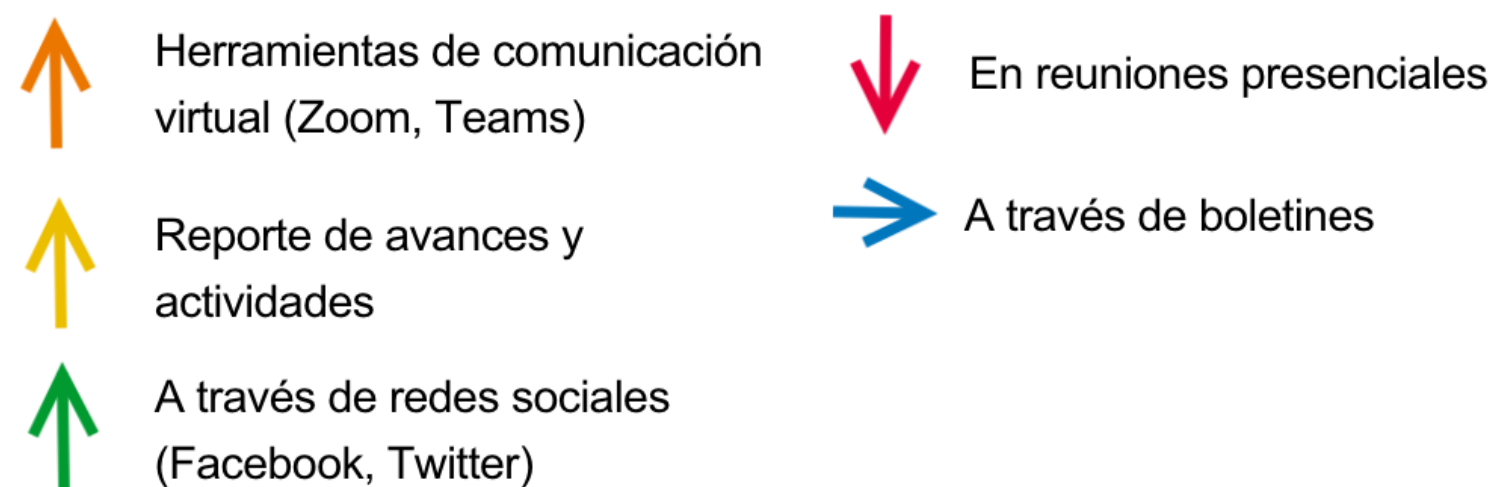 Herramientas de comunicación
virtual (Zoom, Teams)
Reporte de avances y
actividades
A través de redes sociales
(Facebook, Twitter)
En reuniones presenciales
A través de boletines